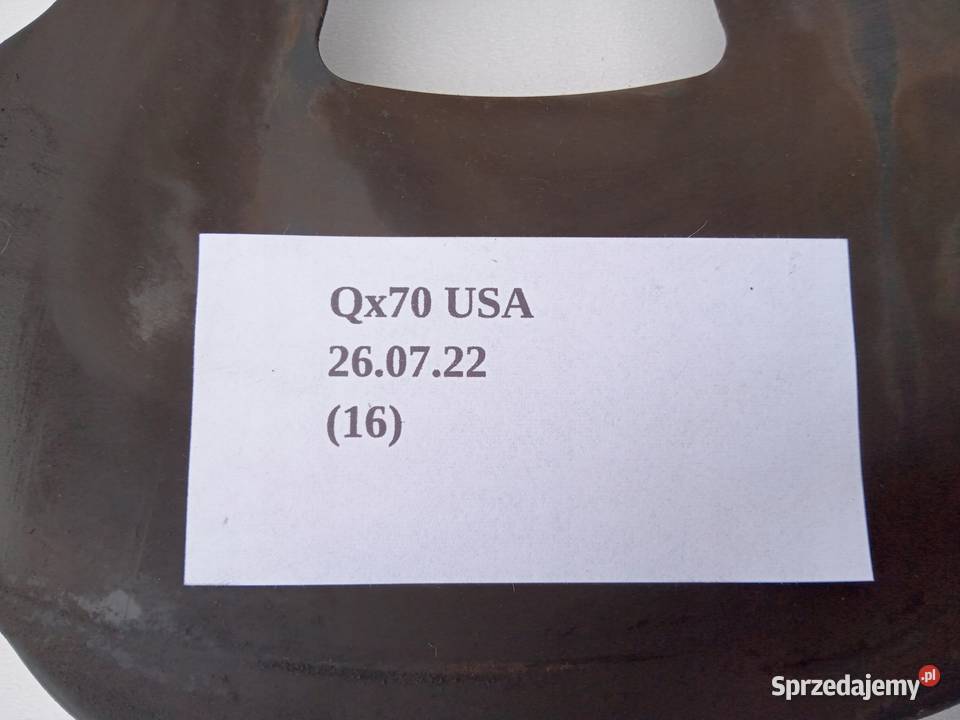 Qx70 USA
26.07.22
(16)
Sprzedajemy.pl